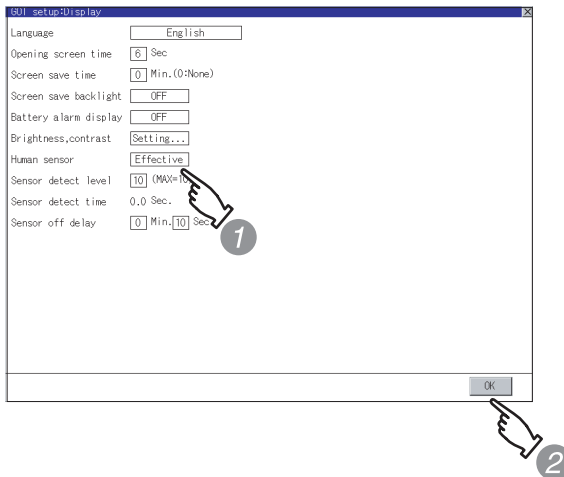 GOT setup:Display
Language English
Opening screen time 6 Sec
Screen save time 0 Min.(0:None)
Screen save backlight OFF
Battery alarm display OFF
Brightness,contrast Setting...
Human sensor Effective
Sensor detect level 10 (MAX=10
Sensor detect time 0.0 Sec.
Sensor off delay 0 Min. 10 Sec
1
OK
2